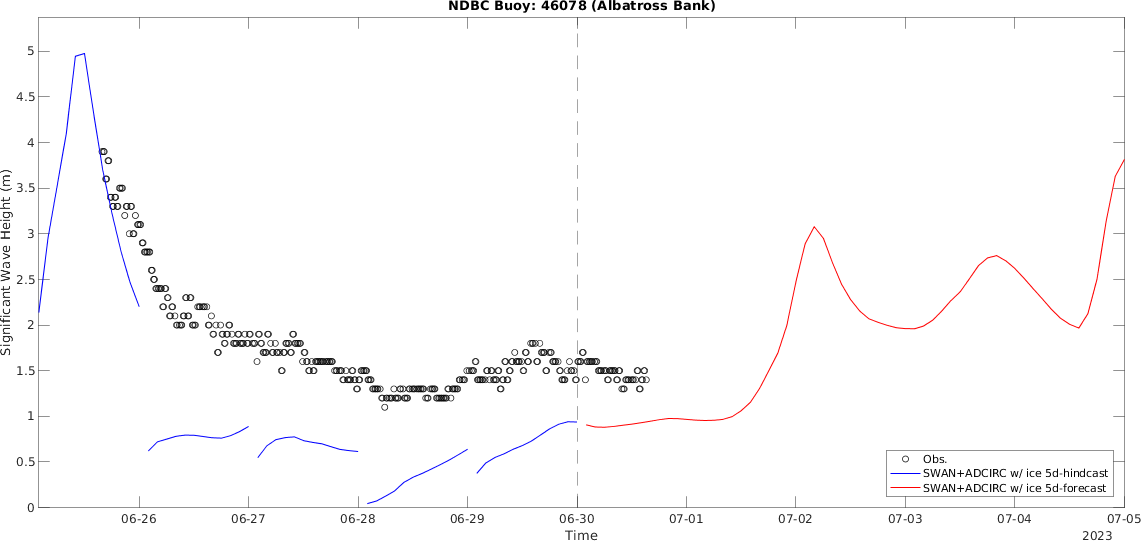 NDBC Buoy: 46078 (Albatross Bank)
Significant Wave Height (m)
5
4.5
4
3.5
3
2.5
2
1.5
1
0.5
0
Obs.
SWAN+ADCIRC w/ ice 5d-hindcast
SWAN+ADCIRC w/ ice 5d-forecast
06-26 06-27 06-28 06-29 06-30 07-01 07-02 07-03 07-04 07-05
Time
2023